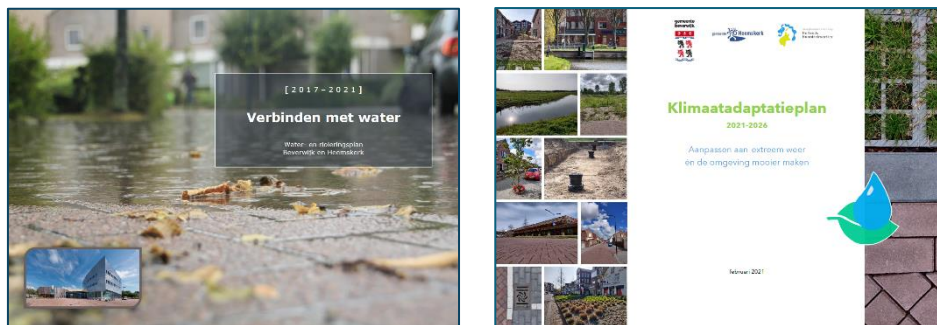 [2017-2021]
Verbinden met water
Water- en rioleringsplan
Beverwijk en Heemskerk
gemeente
Beverwijk
gemeente Heemskerk
Klimaatadaptatieplan
2021-2026
Aanpassen aan extreem weer
én de omgeving mooier maken
februari 2021